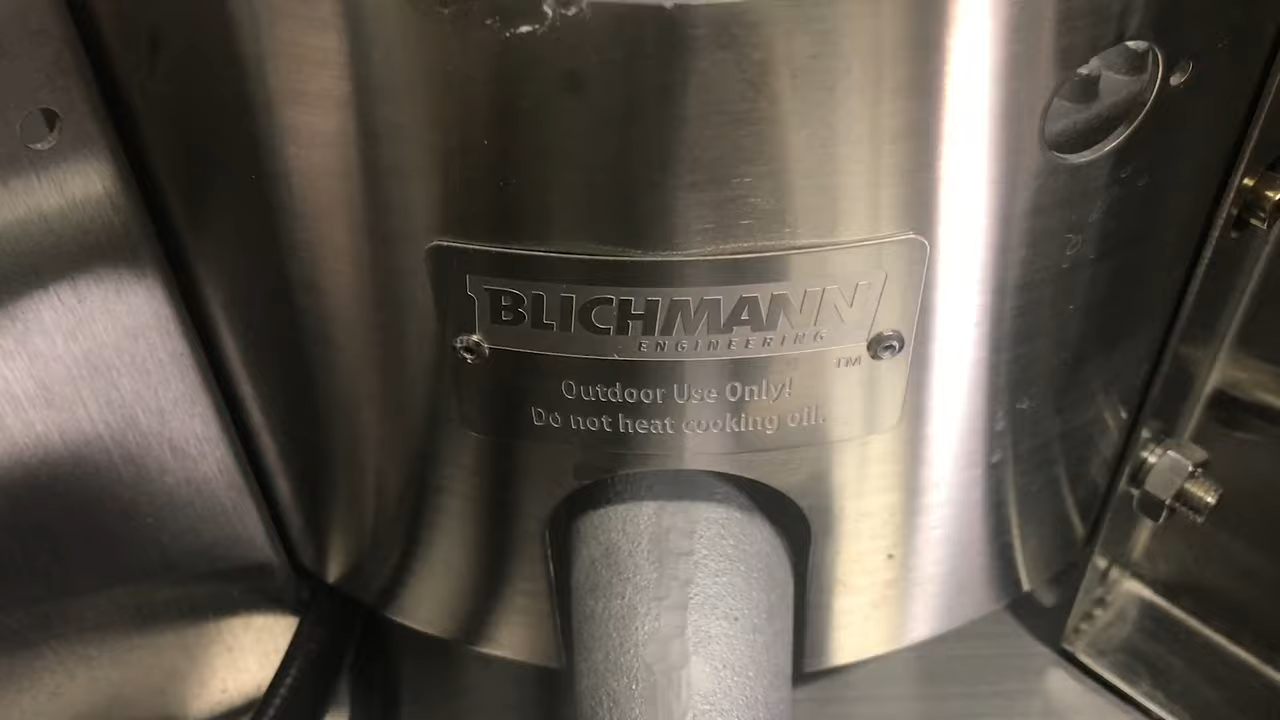 BLICHMANN
ENGINEERING
TM
Outdoor Use Only!
Do not heat cooking oil.